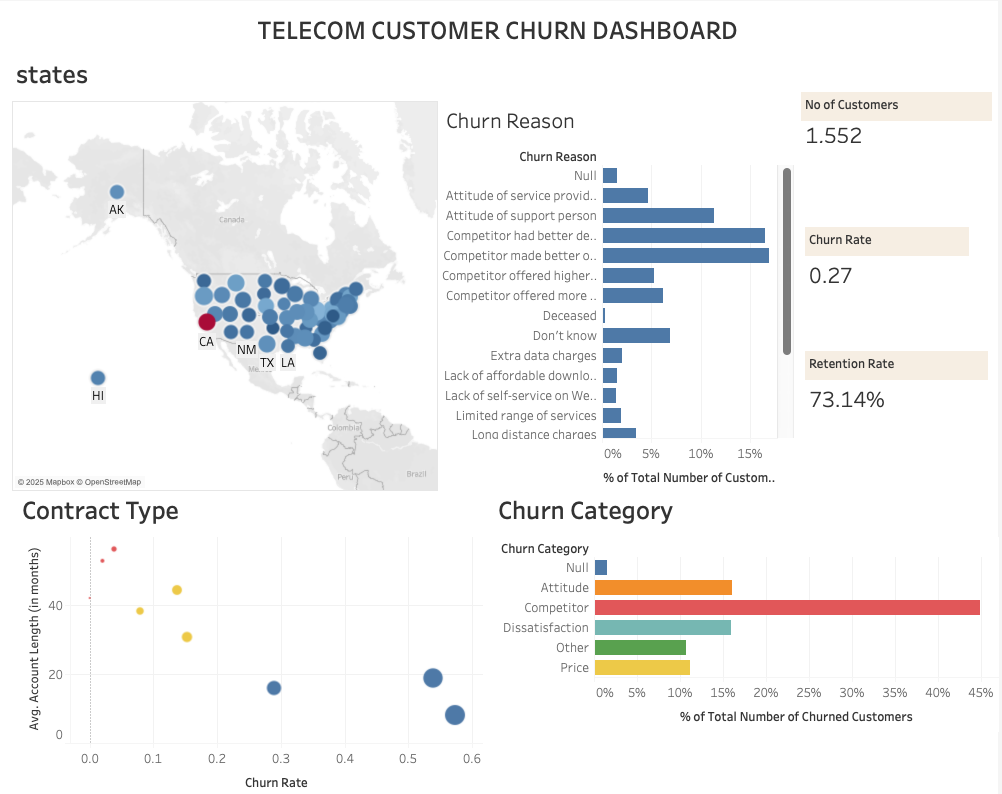 TELECOM CUSTOMER CHURN DASHBOARD
states
AK
Canada
CA
NM
TX
LA
HI
Colombia
Peru
Brazil
© 2025 Mapbox © OpenStreetMap
Churn Reason
Churn Reason
Null
Attitude of service provid..
Attitude of support person
Competitor had better de..
Competitor made better o..
Competitor offered higher..
Competitor offered more ..
Deceased
Don't know
Extra data charges
Lack of affordable downlo..
Lack of self-service on We..
Limited range of services
Long distance charges
0% 5% 10% 15%
% of Total Number of Custom..
No of Customers
1.552
Churn Rate
0.27
Retention Rate
73.14%
Contract Type
Avg. Account Length (in months)
40
20
0
0.0 0.1 0.2 0.3 0.4 0.5 0.6
Churn Rate
Churn Category
Churn Category
Null
Attitude
Competitor
Dissatisfaction
Other
Price
0% 5% 10% 15% 20% 25% 30% 35% 40% 45%
% of Total Number of Churned Customers